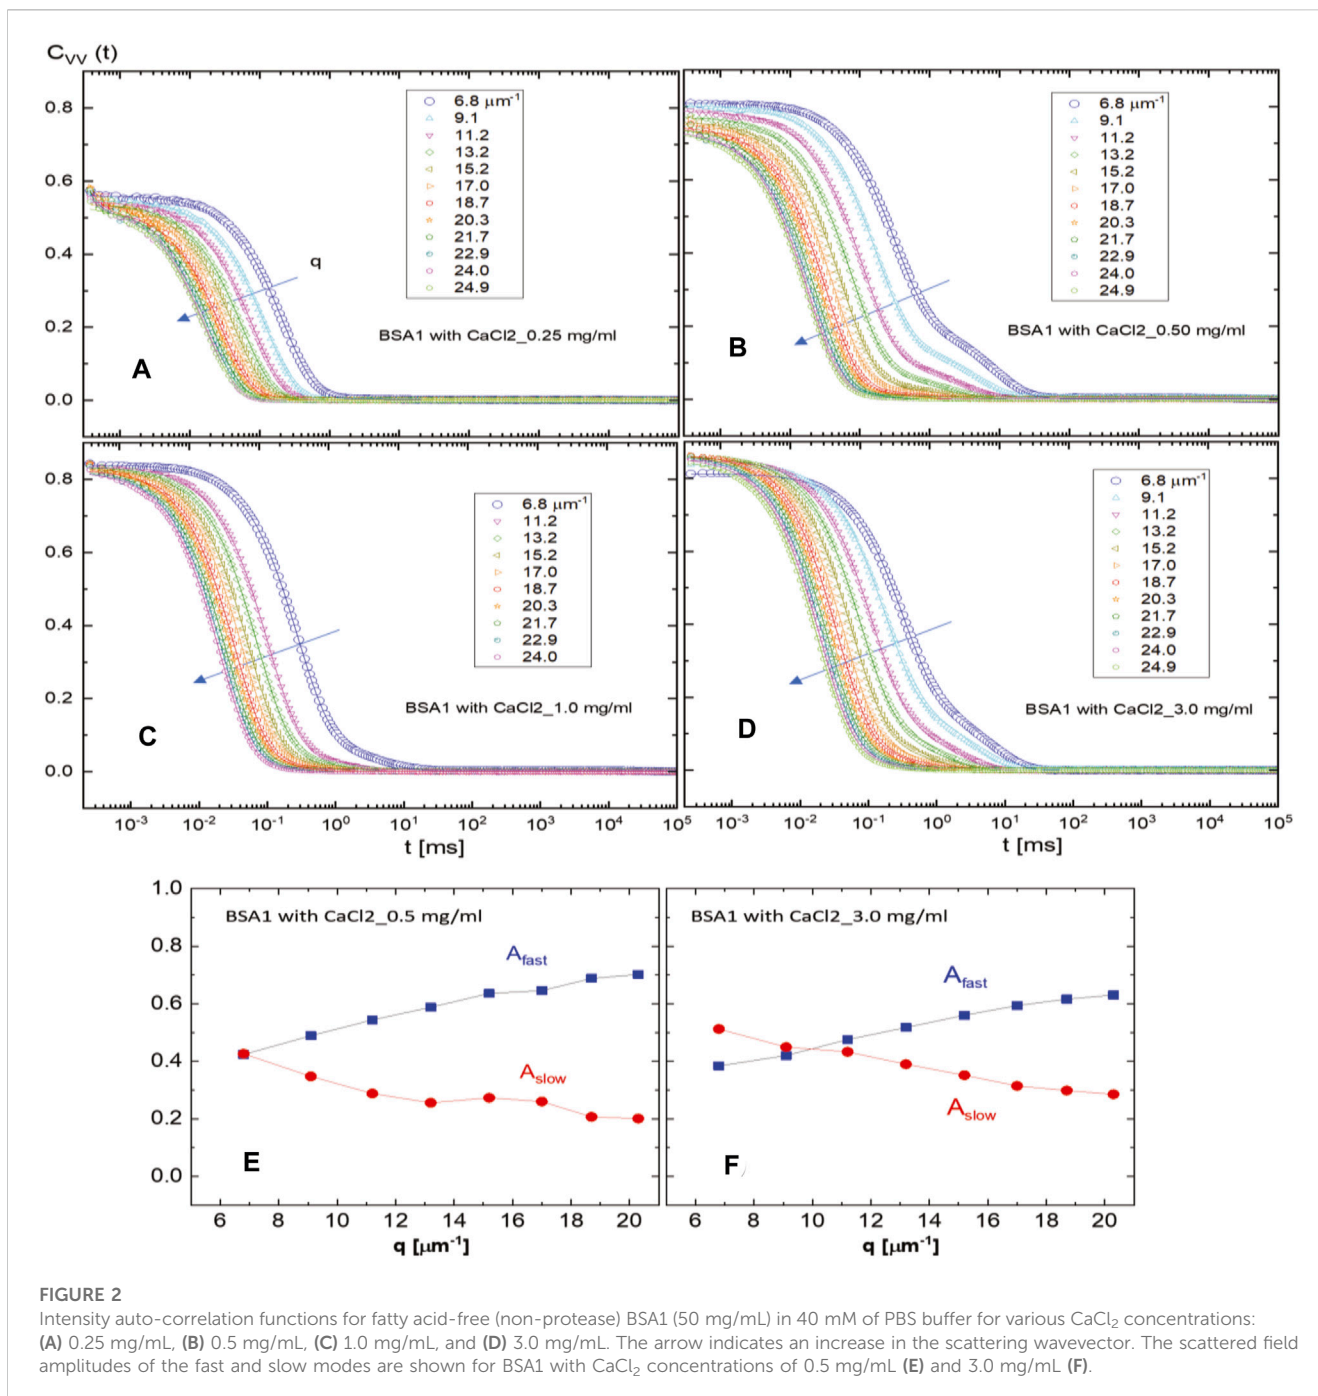 C_VV (t)
0.8
0.6
0.4
0.2
0.0
6.8 μm⁻¹
9.1
11.2
13.2
15.2
17.0
18.7
20.3
21.7
22.9
24.0
24.9
q
BSA1 with CaCl2_0.25 mg/ml
A
6.8 μm⁻¹
9.1
11.2
13.2
15.2
17.0
18.7
20.3
21.7
22.9
24.0
24.9
BSA1 with CaCl2_0.50 mg/ml
B
0.8
0.6
0.4
0.2
0.0
6.8 μm⁻¹
11.2
13.2
15.2
17.0
18.7
20.3
21.7
22.9
24.0
BSA1 with CaCl2_1.0 mg/ml
C
10⁻³ 10⁻² 10⁻¹ 10⁰ 10¹ 10² 10³ 10⁴ 10⁵
t [ms]
6.8 μm⁻¹
9.1
11.2
13.2
15.2
17.0
18.7
20.3
21.7
22.9
24.0
24.9
BSA1 with CaCl2_3.0 mg/ml
D
10⁻³ 10⁻² 10⁻¹ 10⁰ 10¹ 10² 10³ 10⁴ 10⁵
t [ms]
1.0
0.8
0.6
0.4
0.2
0.0
BSA1 with CaCl2_0.5 mg/ml
A_fast
A_slow
E
6 8 10 12 14 16 18 20
q [μm⁻¹]
BSA1 with CaCl2_3.0 mg/ml
A_fast
A_slow
F
6 8 10 12 14 16 18 20
q [μm⁻¹]
FIGURE 2
Intensity auto-correlation functions for fatty acid-free (non-protease) BSA1 (50 mg/mL) in 40 mM of PBS buffer for various CaCl₂ concentrations:
(A) 0.25 mg/mL, (B) 0.5 mg/mL, (C) 1.0 mg/mL, and (D) 3.0 mg/mL. The arrow indicates an increase in the scattering wavevector. The scattered field
amplitudes of the fast and slow modes are shown for BSA1 with CaCl₂ concentrations of 0.5 mg/mL (E) and 3.0 mg/mL (F).